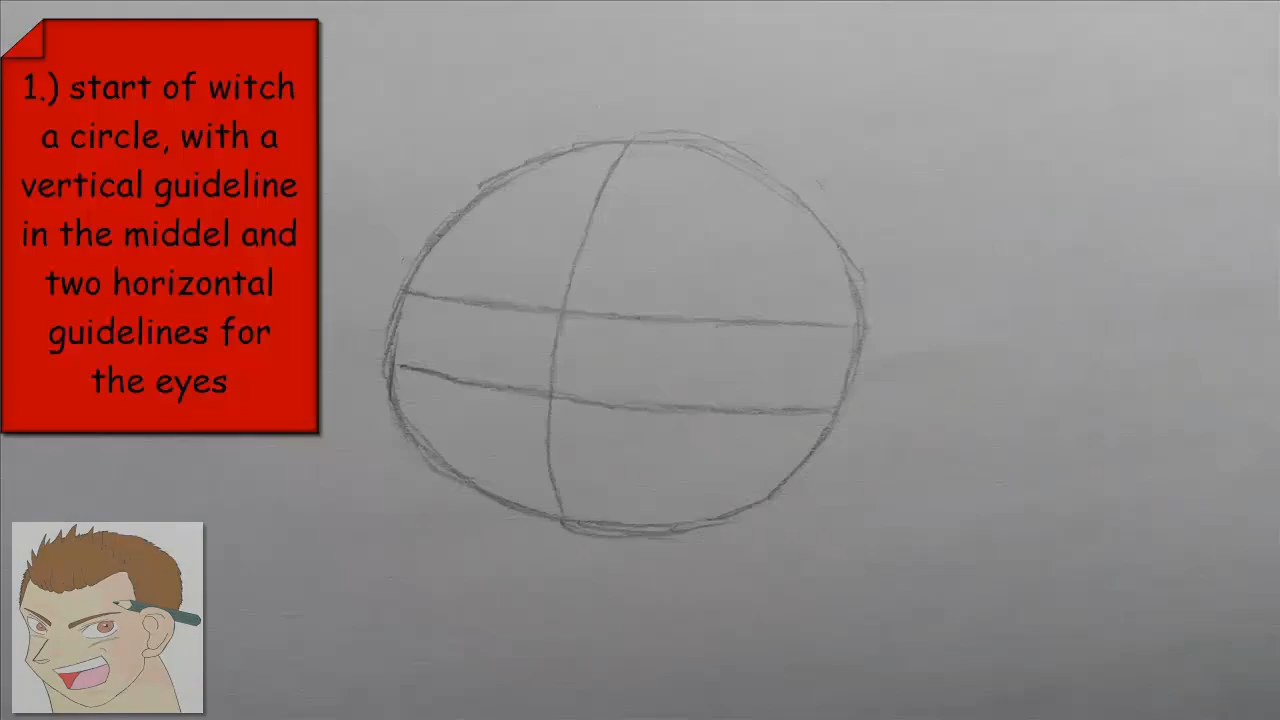 1.) start of witch
a circle, with a
vertical guideline
in the middel and
two horizontal
guidelines for
the eyes